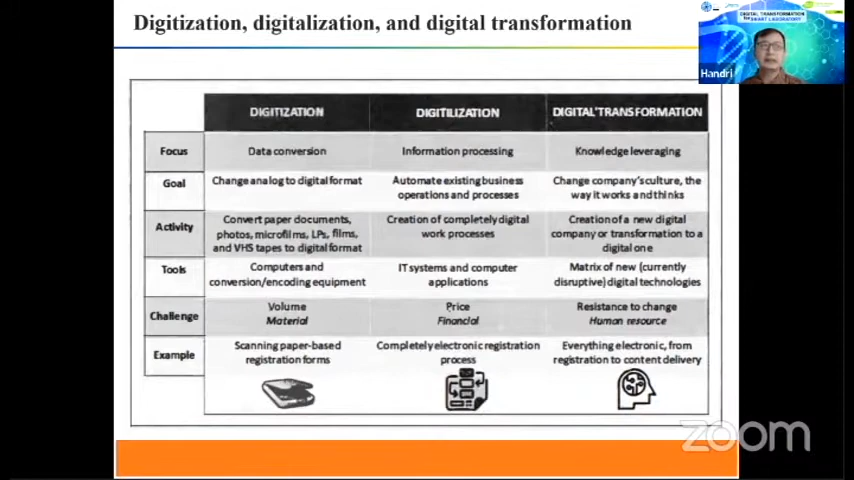 Digitization, digitalization, and digital transformation
DIGITAL TRANSFORMATION
for SMART LABORATORY
Handri
DIGITIZATION DIGITILIZATION DIGITAL TRANSFORMATION
Focus Data conversion Information processing Knowledge leveraging
Goal Change analog to digital format Automate existing business Change company's culture, the
operations and processes way it works and thinks
Activity Convert paper documents, Creation of completely digital Creation of a new digital
photos, microfilms, LPs, films, work processes company or transformation to a
and VHS tapes to digital format digital one
Tools Computers and IT systems and computer Matrix of new (currently
conversion/encoding equipment applications disruptive) digital technologies
Challenge Volume Price Resistance to change
Material Financial Human resource
Example Scanning paper-based Completely electronic registration Everything electronic, from
registration forms process registration to content delivery
zoom